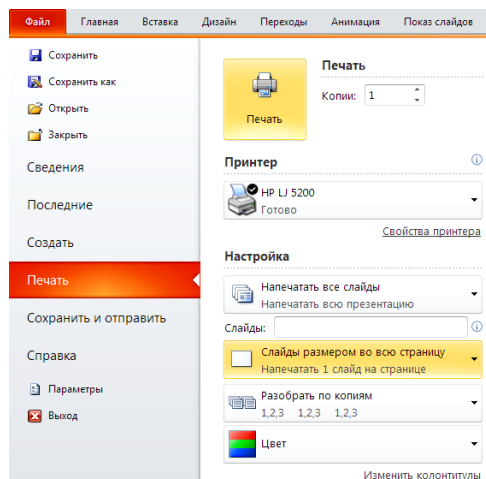 Файл Главная Вставка Дизайн Переходы Анимация Показ слайдов
Сохранить
Сохранить как
Открыть
Закрыть
Сведения
Последние
Создать
Печать
Сохранить и отправить
Справка
Параметры
Выход
Печать
Печать
Копии: 1
Принтер
HP LJ 5200
Готово
Свойства принтера
Настройка
Напечатать все слайды
Напечатать всю презентацию
Слайды:
Слайды размером во всю страницу
Напечатать 1 слайд на странице
Разобрать по копиям
1,2,3 1,2,3 1,2,3
Цвет
Изменить колонтитулы